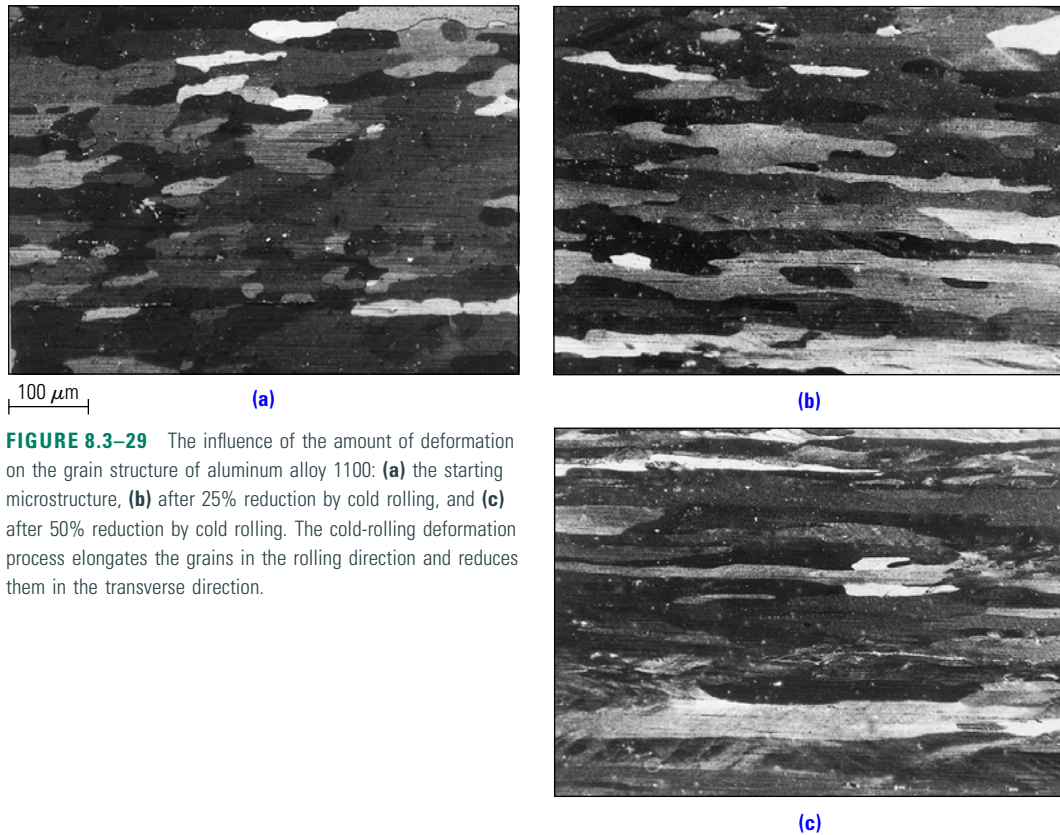 100 μm
(a)
(b)
FIGURE 8.3–29 The influence of the amount of deformation
on the grain structure of aluminum alloy 1100: (a) the starting
microstructure, (b) after 25% reduction by cold rolling, and (c)
after 50% reduction by cold rolling. The cold-rolling deformation
process elongates the grains in the rolling direction and reduces
them in the transverse direction.
(c)